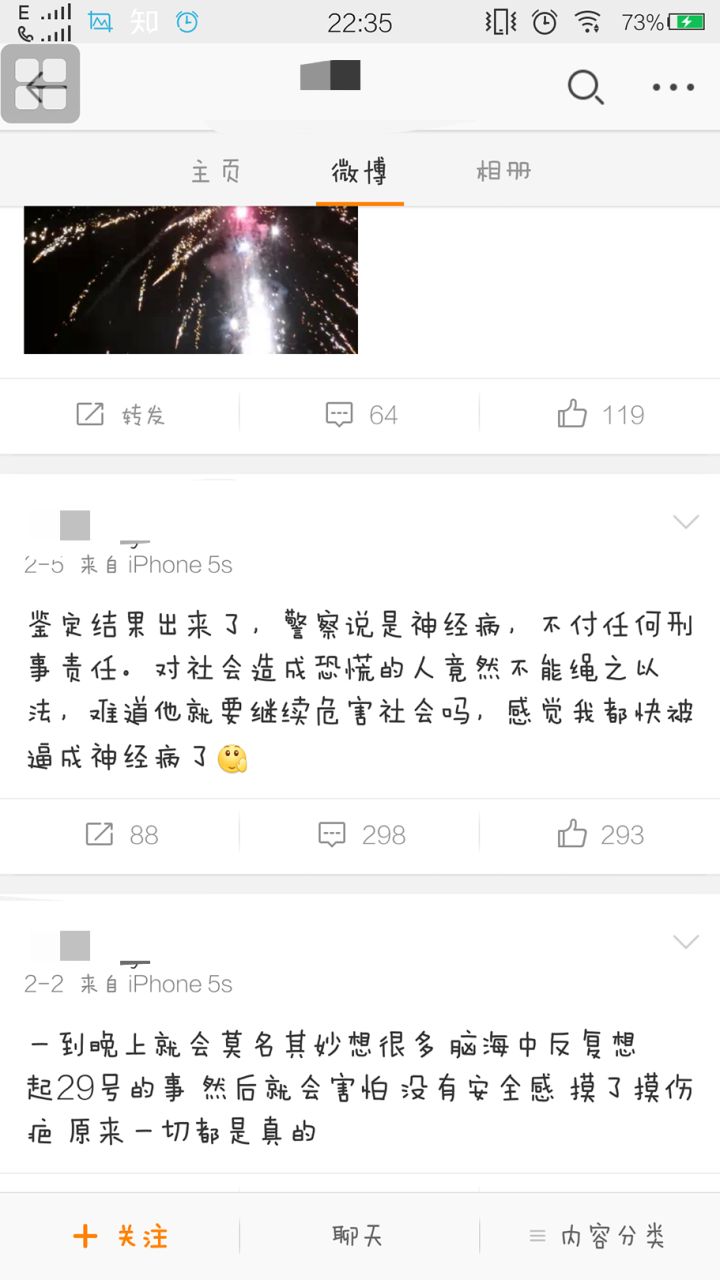 E
知
22:35
73%
主页 微博 相册
转发 64 119
2-5 来自 iPhone 5s
鉴定结果出来了，警察说是神经病，不付任何刑
事责任。对社会造成恐慌的人竟然不能绳之以
法，难道他就要继续危害社会吗，感觉我都快被
逼成神经病了
88 298 293
2-2 来自 iPhone 5s
一到晚上就会莫名其妙想很多 脑海中反复想
起29号的事 然后就会害怕 没有安全感 摸了摸伤
疤 原来一切都是真的
关注 聊天 内容分类